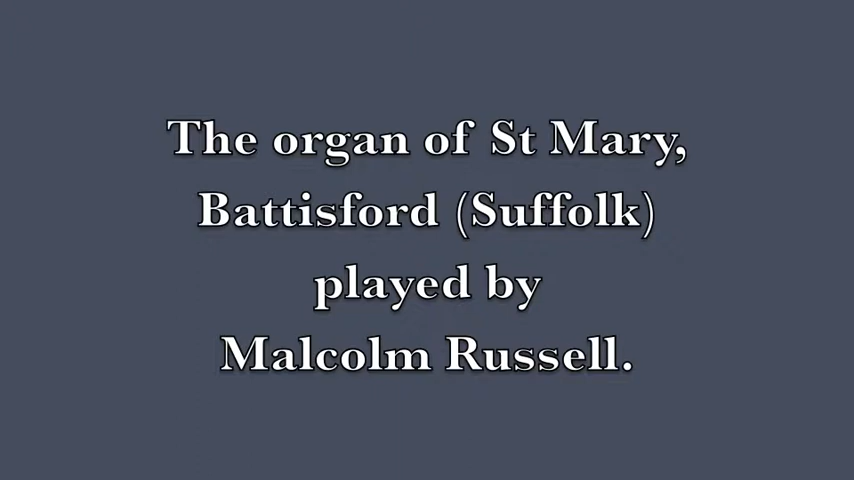 The organ of St Mary,
Battisford (Suffolk)
played by
Malcolm Russell.